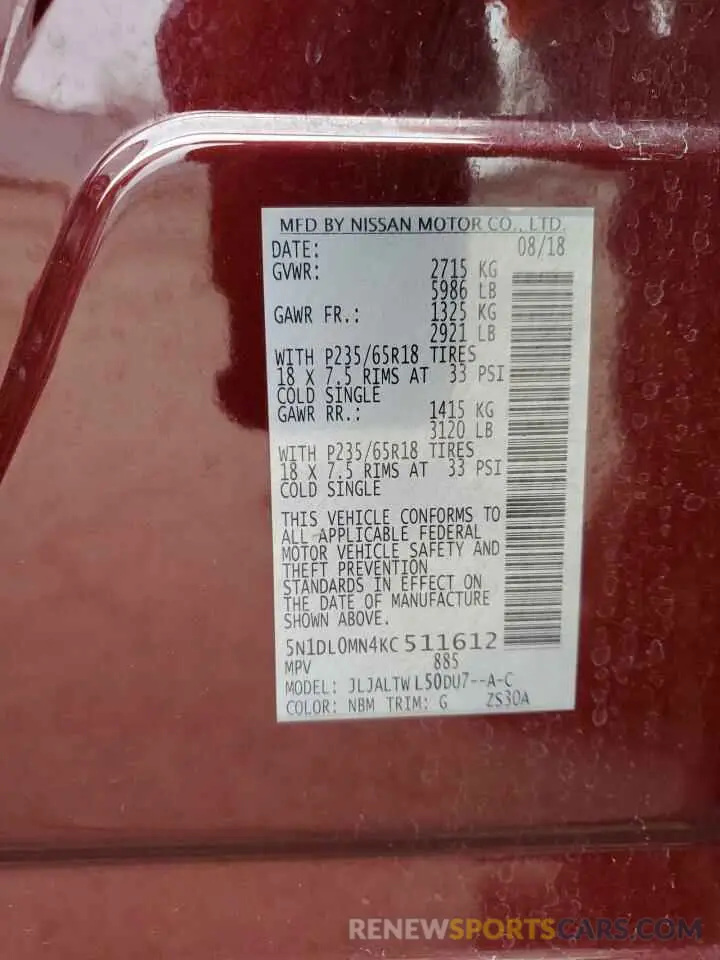 MFD BY NISSAN MOTOR CO., LTD.
DATE: 08/18
GVWR: 2715 KG
5986 LB
GAWR FR.: 1325 KG
2921 LB
WITH P235/65R18 TIRES
18 X 7.5 RIMS AT 33 PSI
COLD SINGLE
GAWR RR.: 1415 KG
3120 LB
WITH P235/65R18 TIRES
18 X 7.5 RIMS AT 33 PSI
COLD SINGLE
THIS VEHICLE CONFORMS TO
ALL APPLICABLE FEDERAL
MOTOR VEHICLE SAFETY AND
THEFT PREVENTION
STANDARDS IN EFFECT ON
THE DATE OF MANUFACTURE
SHOWN ABOVE.
5N1DL0MN4KC511612
MPV 885
MODEL: JLJALTWL50DU7--A-C
COLOR: NBM TRIM: G ZS30A
RENEWSPORTSCARS.COM